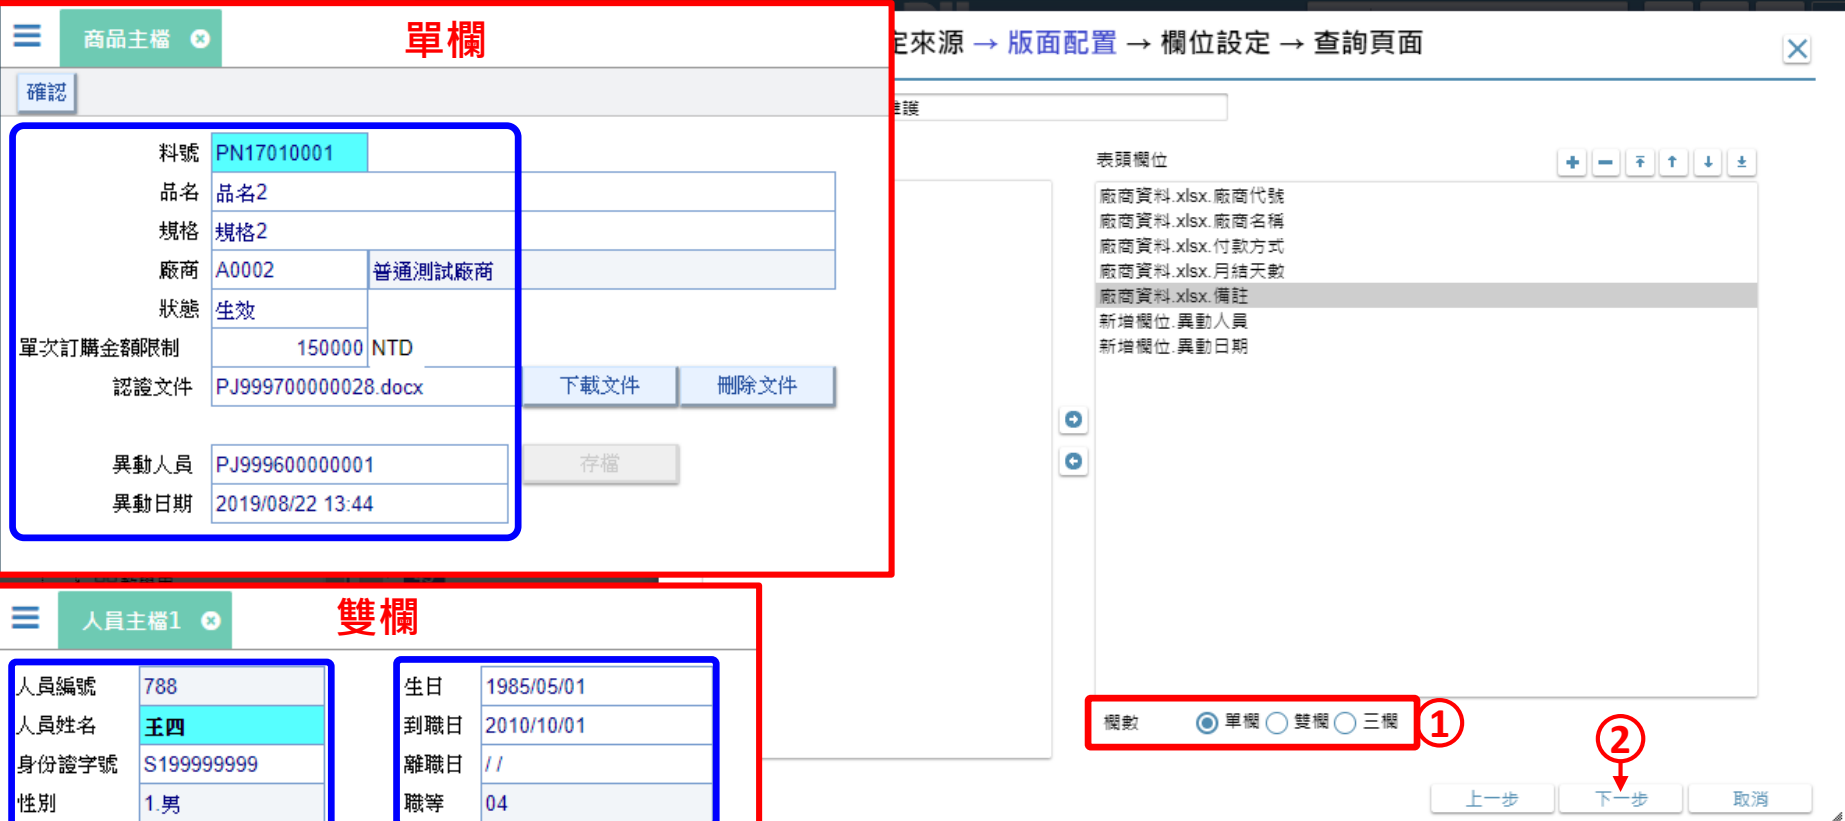 商品主檔
單欄
確認
料號 PN17010001
品名 品名2
規格 規格2
廠商 A0002 普通測試廠商
狀態 生效
單次訂購金額限制 150000 NTD
認證文件 PJ999700000028.docx 下載文件 刪除文件
異動人員 PJ999600000001 存檔
異動日期 2019/08/22 13:44
雙欄
人員主檔1
人員編號 788
人員姓名 王四
身份證字號 S199999999
性別 1.男
生日 1985/05/01
到職日 2010/10/01
離職日 / /
職等 04
來源 → 版面配置 → 欄位設定 → 查詢頁面
護
表頭欄位
廠商資料.xlsx.廠商代號
廠商資料.xlsx.廠商名稱
廠商資料.xlsx.付款方式
廠商資料.xlsx.月結天數
廠商資料.xlsx.備註
新增欄位.異動人員
新增欄位.異動日期
欄數 單欄 雙欄 三欄 ①
②
上一步 下一步 取消